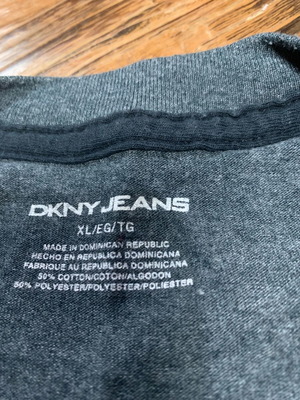 DKNY JEANS
XL/EG/TG
MADE IN DOMINICAN REPUBLIC
HECHO EN REPUBLICA DOMINICANA
FABRIQUE AU REPUBLICA DOMINICANA
50% COTTON/COTON/ALGODON
50% POLYESTER/POLYESTER/POLIESTER